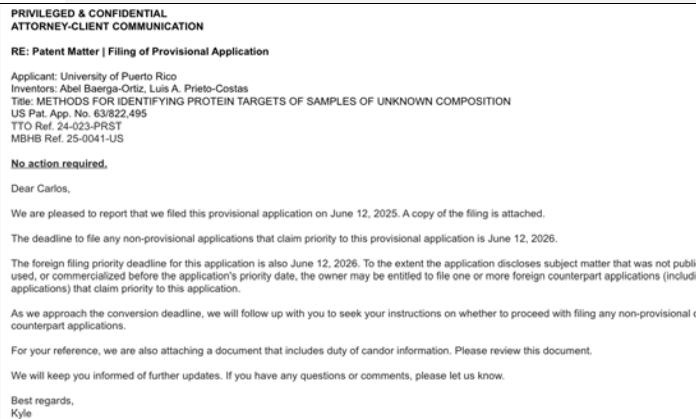 PRIVILEGED & CONFIDENTIAL
ATTORNEY-CLIENT COMMUNICATION
RE: Patent Matter | Filing of Provisional Application
Applicant: University of Puerto Rico
Inventors: Abel Baerga-Ortiz, Luis A. Prieto-Costas
Title: METHODS FOR IDENTIFYING PROTEIN TARGETS OF SAMPLES OF UNKNOWN COMPOSITION
US Pat. App. No. 63/822,495
TTO Ref. 24-023-PRST
MBHB Ref. 25-0041-US
No action required.
Dear Carlos,
We are pleased to report that we filed this provisional application on June 12, 2025. A copy of the filing is attached.
The deadline to file any non-provisional applications that claim priority to this provisional application is June 12, 2026.
The foreign filing priority deadline for this application is also June 12, 2026. To the extent the application discloses subject matter that was not publi
used, or commercialized before the application's priority date, the owner may be entitled to file one or more foreign counterpart applications (includi
applications) that claim priority to this application.
As we approach the conversion deadline, we will follow up with you to seek your instructions on whether to proceed with filing any non-provisional
counterpart applications.
For your reference, we are also attaching a document that includes duty of candor information. Please review this document.
We will keep you informed of further updates. If you have any questions or comments, please let us know.
Best regards,
Kyle